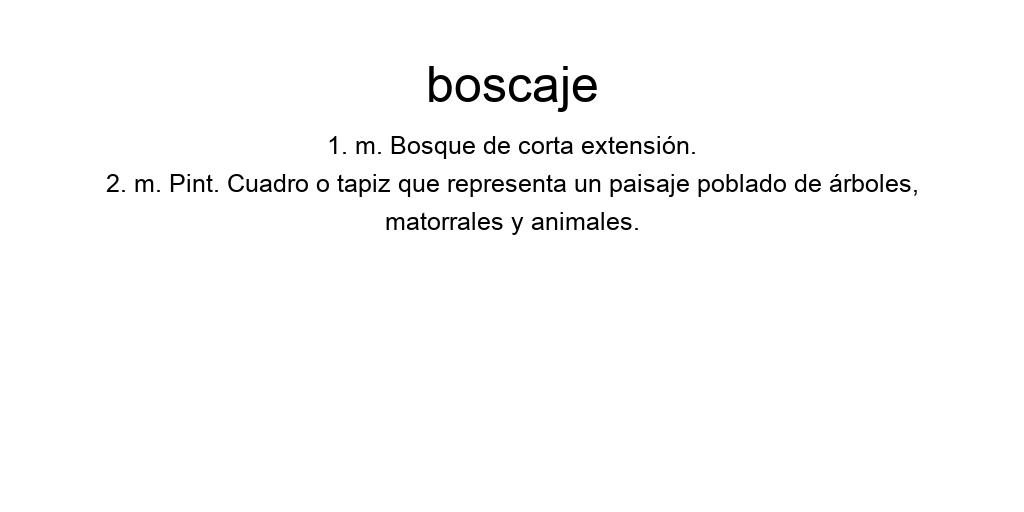 boscaje
1. m. Bosque de corta extensión.
2. m. Pint. Cuadro o tapiz que representa un paisaje poblado de árboles,
matorrales y animales.